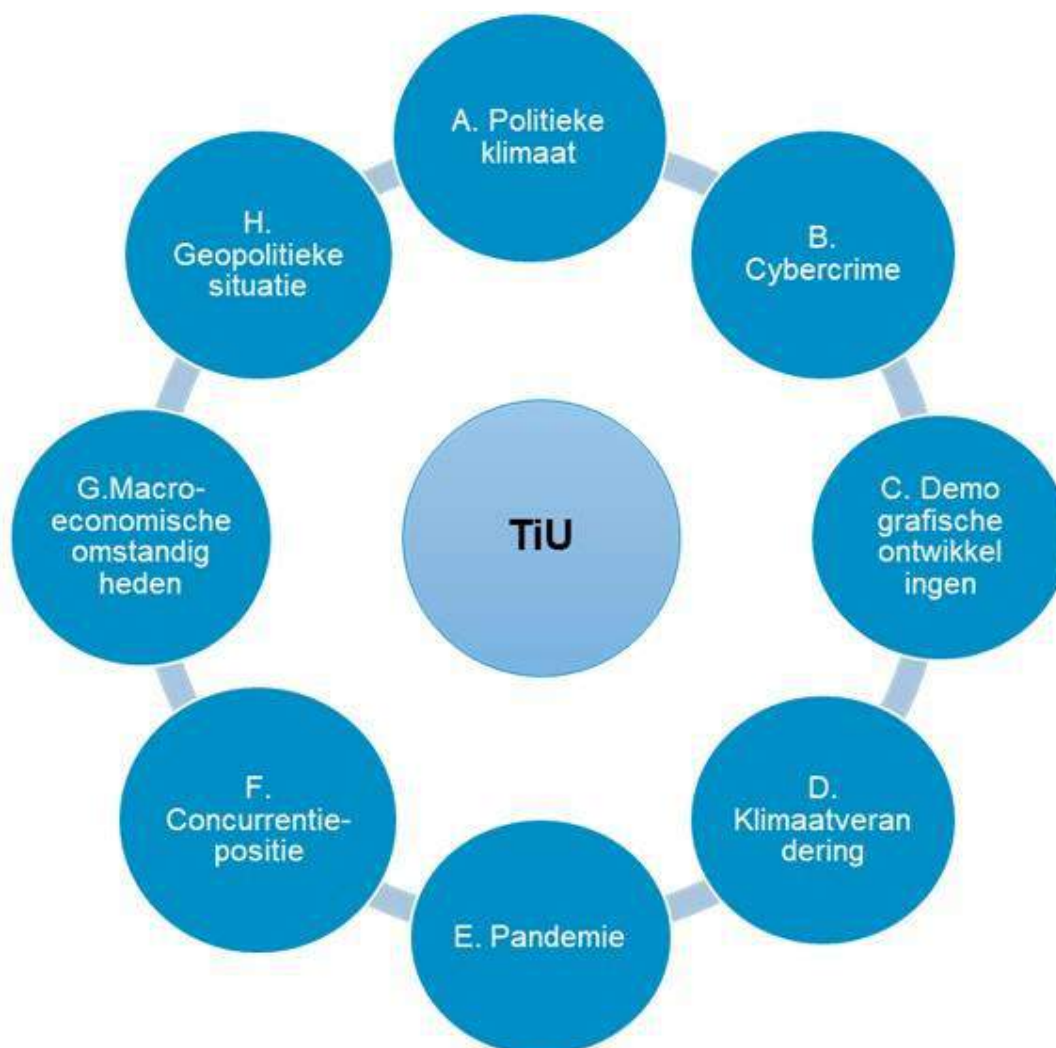 A. Politieke
klimaat
B.
Cybercrime
C. Demo
grafische
ontwikkel
ingen
D.
Klimaatveran
dering
E. Pandemie
F.
Concurrentie-
positie
G.Macro-
economische
omstandig
heden
H.
Geopolitieke
situatie
TiU